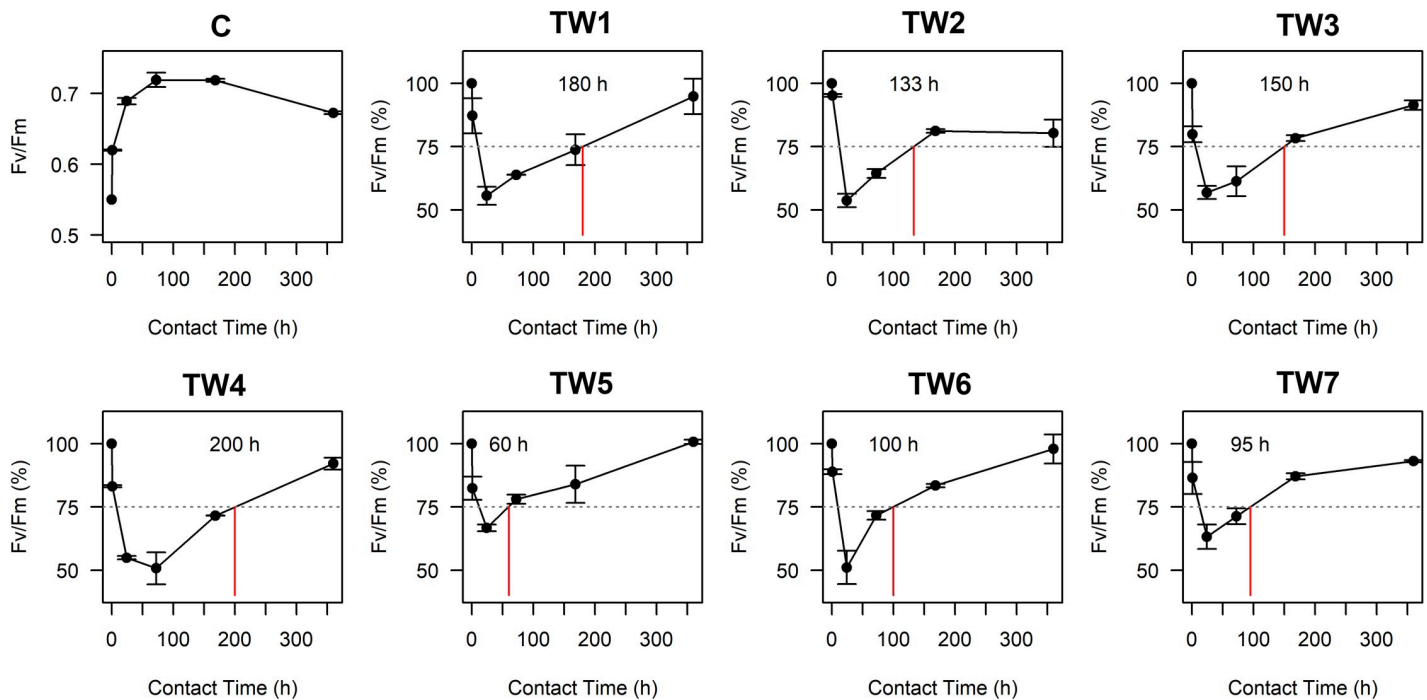 C
0.7
0.6
0.5
Fv/Fm
0 100 200 300
Contact Time (h)
TW1
180 h
100
75
50
Fv/Fm (%)
0 100 200 300
Contact Time (h)
TW2
133 h
100
75
50
Fv/Fm (%)
0 100 200 300
Contact Time (h)
TW3
150 h
100
75
50
Fv/Fm (%)
0 100 200 300
Contact Time (h)
TW4
200 h
100
75
50
Fv/Fm (%)
0 100 200 300
Contact Time (h)
TW5
60 h
100
75
50
Fv/Fm (%)
0 100 200 300
Contact Time (h)
TW6
100 h
100
75
50
Fv/Fm (%)
0 100 200 300
Contact Time (h)
TW7
95 h
100
75
50
Fv/Fm (%)
0 100 200 300
Contact Time (h)